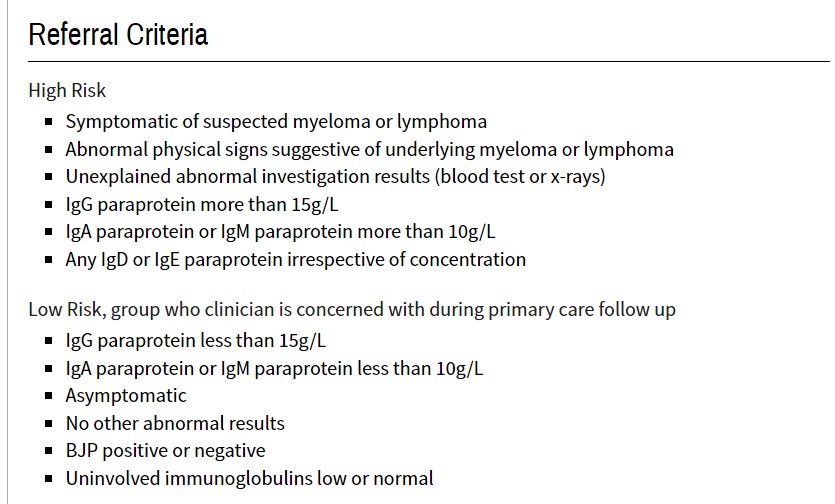 Referral Criteria
High Risk
Symptomatic of suspected myeloma or lymphoma
Abnormal physical signs suggestive of underlying myeloma or lymphoma
Unexplained abnormal investigation results (blood test or x-rays)
IgG paraprotein more than 15g/L
IgA paraprotein or IgM paraprotein more than 10g/L
Any IgD or IgE paraprotein irrespective of concentration
Low Risk, group who clinician is concerned with during primary care follow up
IgG paraprotein less than 15g/L
IgA paraprotein or IgM paraprotein less than 10g/L
Asymptomatic
No other abnormal results
BJP positive or negative
Uninvolved immunoglobulins low or normal